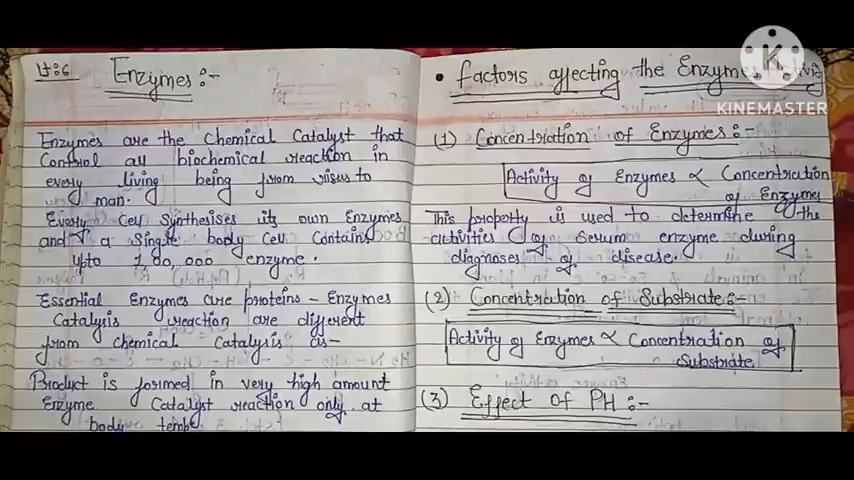 Lt:6
Enzymes:-
Enzymes are the Chemical Catalyst that
Control all biochemical reaction in
every living being from virus to
man.
Every cell synthesises its own Enzymes
and a single body cell contains
upto 1,00,000 enzyme.
Essential Enzymes are proteins - Enzymes
Catalysis reaction are different
from chemical Catalysis as-
Product is formed in very high amount
Enzyme Catalyst reaction only at
body temp
• factors affecting the Enzyme
KINEMASTER
(1) Concentration of Enzymes:-
Activity of Enzymes ∝ Concentration
of Enzymes
This property is used to determine the
activities of serum enzyme during
diagnoses of disease.
(2) Concentration of Substrate:-
Activity of Enzymes ∝ Concentration of
Substrate
(3) Effect of PH:-